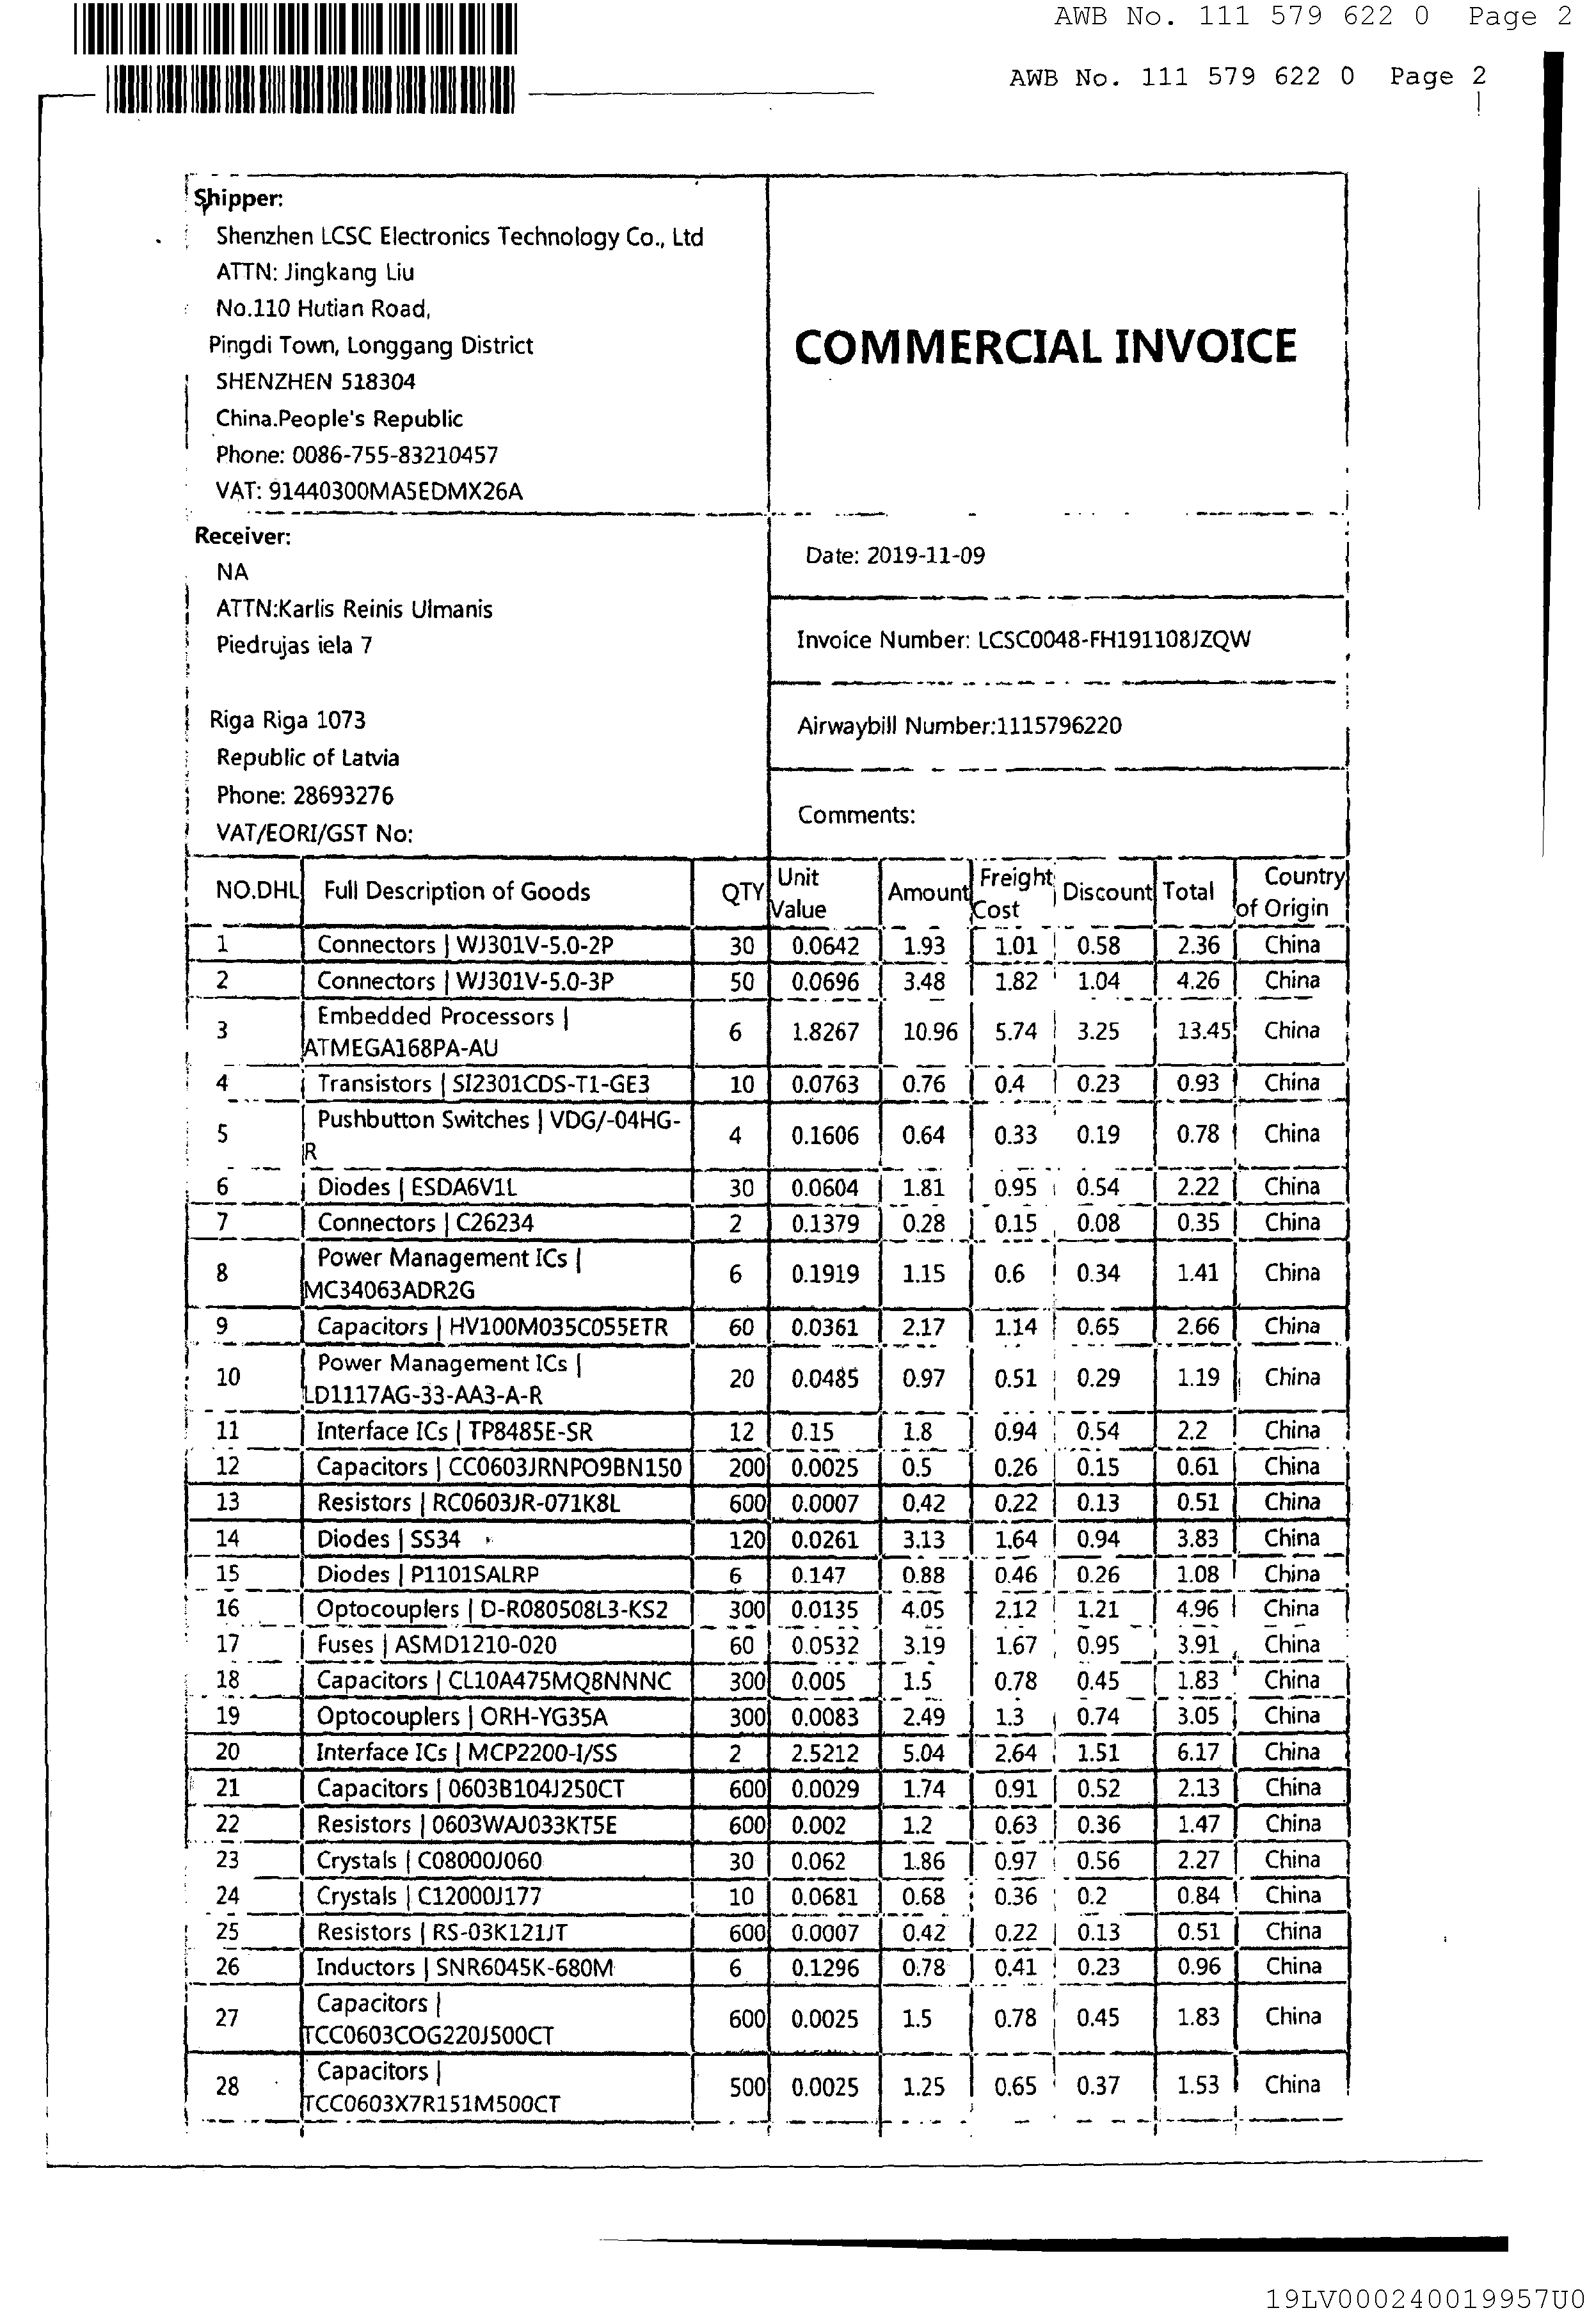 AWB No. 111 579 622 0 Page 2
AWB No. 111 579 622 0 Page 2
Shipper:
Shenzhen LCSC Electronics Technology Co., Ltd
ATTN: Jingkang Liu
No.110 Hutian Road,
Pingdi Town, Longgang District
SHENZHEN 518304
China.People's Republic
Phone: 0086-755-83210457
VAT: 91440300MA5EDMX26A
COMMERCIAL INVOICE
Receiver:
NA
ATTN:Karlis Reinis Ulmanis
Piedrujas iela 7
Riga Riga 1073
Republic of Latvia
Phone: 28693276
VAT/EORI/GST No:
Date: 2019-11-09
Invoice Number: LCSC0048-FH191108JZQW
Airwaybill Number:1115796220
Comments:
NO.DHL Full Description of Goods QTY Unit Value Amount Freight Cost Discount Total Country of Origin
1 Connectors | WJ301V-5.0-2P 30 0.0642 1.93 1.01 0.58 2.36 China
2 Connectors | WJ301V-5.0-3P 50 0.0696 3.48 1.82 1.04 4.26 China
3 Embedded Processors | ATMEGA168PA-AU 6 1.8267 10.96 5.74 3.25 13.45 China
4 Transistors | SI2301CDS-T1-GE3 10 0.0763 0.76 0.4 0.23 0.93 China
5 Pushbutton Switches | VDG/-04HG-R 4 0.1606 0.64 0.33 0.19 0.78 China
6 Diodes | ESDA6V1L 30 0.0604 1.81 0.95 0.54 2.22 China
7 Connectors | C26234 2 0.1379 0.28 0.15 0.08 0.35 China
8 Power Management ICs | MC34063ADR2G 6 0.1919 1.15 0.6 0.34 1.41 China
9 Capacitors | HV100M035C055ETR 60 0.0361 2.17 1.14 0.65 2.66 China
10 Power Management ICs | LD1117AG-33-AA3-A-R 20 0.0485 0.97 0.51 0.29 1.19 China
11 Interface ICs | TP8485E-SR 12 0.15 1.8 0.94 0.54 2.2 China
12 Capacitors | CC0603JRNPO9BN150 200 0.0025 0.5 0.26 0.15 0.61 China
13 Resistors | RC0603JR-071K8L 600 0.0007 0.42 0.22 0.13 0.51 China
14 Diodes | SS34 120 0.0261 3.13 1.64 0.94 3.83 China
15 Diodes | P1101SALRP 6 0.147 0.88 0.46 0.26 1.08 China
16 Optocouplers | D-R080508L3-KS2 300 0.0135 4.05 2.12 1.21 4.96 China
17 Fuses | ASMD1210-020 60 0.0532 3.19 1.67 0.95 3.91 China
18 Capacitors | CL10A475MQ8NNNC 300 0.005 1.5 0.78 0.45 1.83 China
19 Optocouplers | ORH-YG35A 300 0.0083 2.49 1.3 0.74 3.05 China
20 Interface ICs | MCP2200-I/SS 2 2.5212 5.04 2.64 1.51 6.17 China
21 Capacitors | 0603B104J250CT 600 0.0029 1.74 0.91 0.52 2.13 China
22 Resistors | 0603WAJ033KT5E 600 0.002 1.2 0.63 0.36 1.47 China
23 Crystals | C08000J060 30 0.062 1.86 0.97 0.56 2.27 China
24 Crystals | C12000J177 10 0.0681 0.68 0.36 0.2 0.84 China
25 Resistors | RS-03K121JT 600 0.0007 0.42 0.22 0.13 0.51 China
26 Inductors | SNR6045K-680M 6 0.1296 0.78 0.41 0.23 0.96 China
27 Capacitors | TCC0603COG220J500CT 600 0.0025 1.5 0.78 0.45 1.83 China
28 Capacitors | TCC0603X7R151M500CT 500 0.0025 1.25 0.65 0.37 1.53 China
19LV000240019957U0